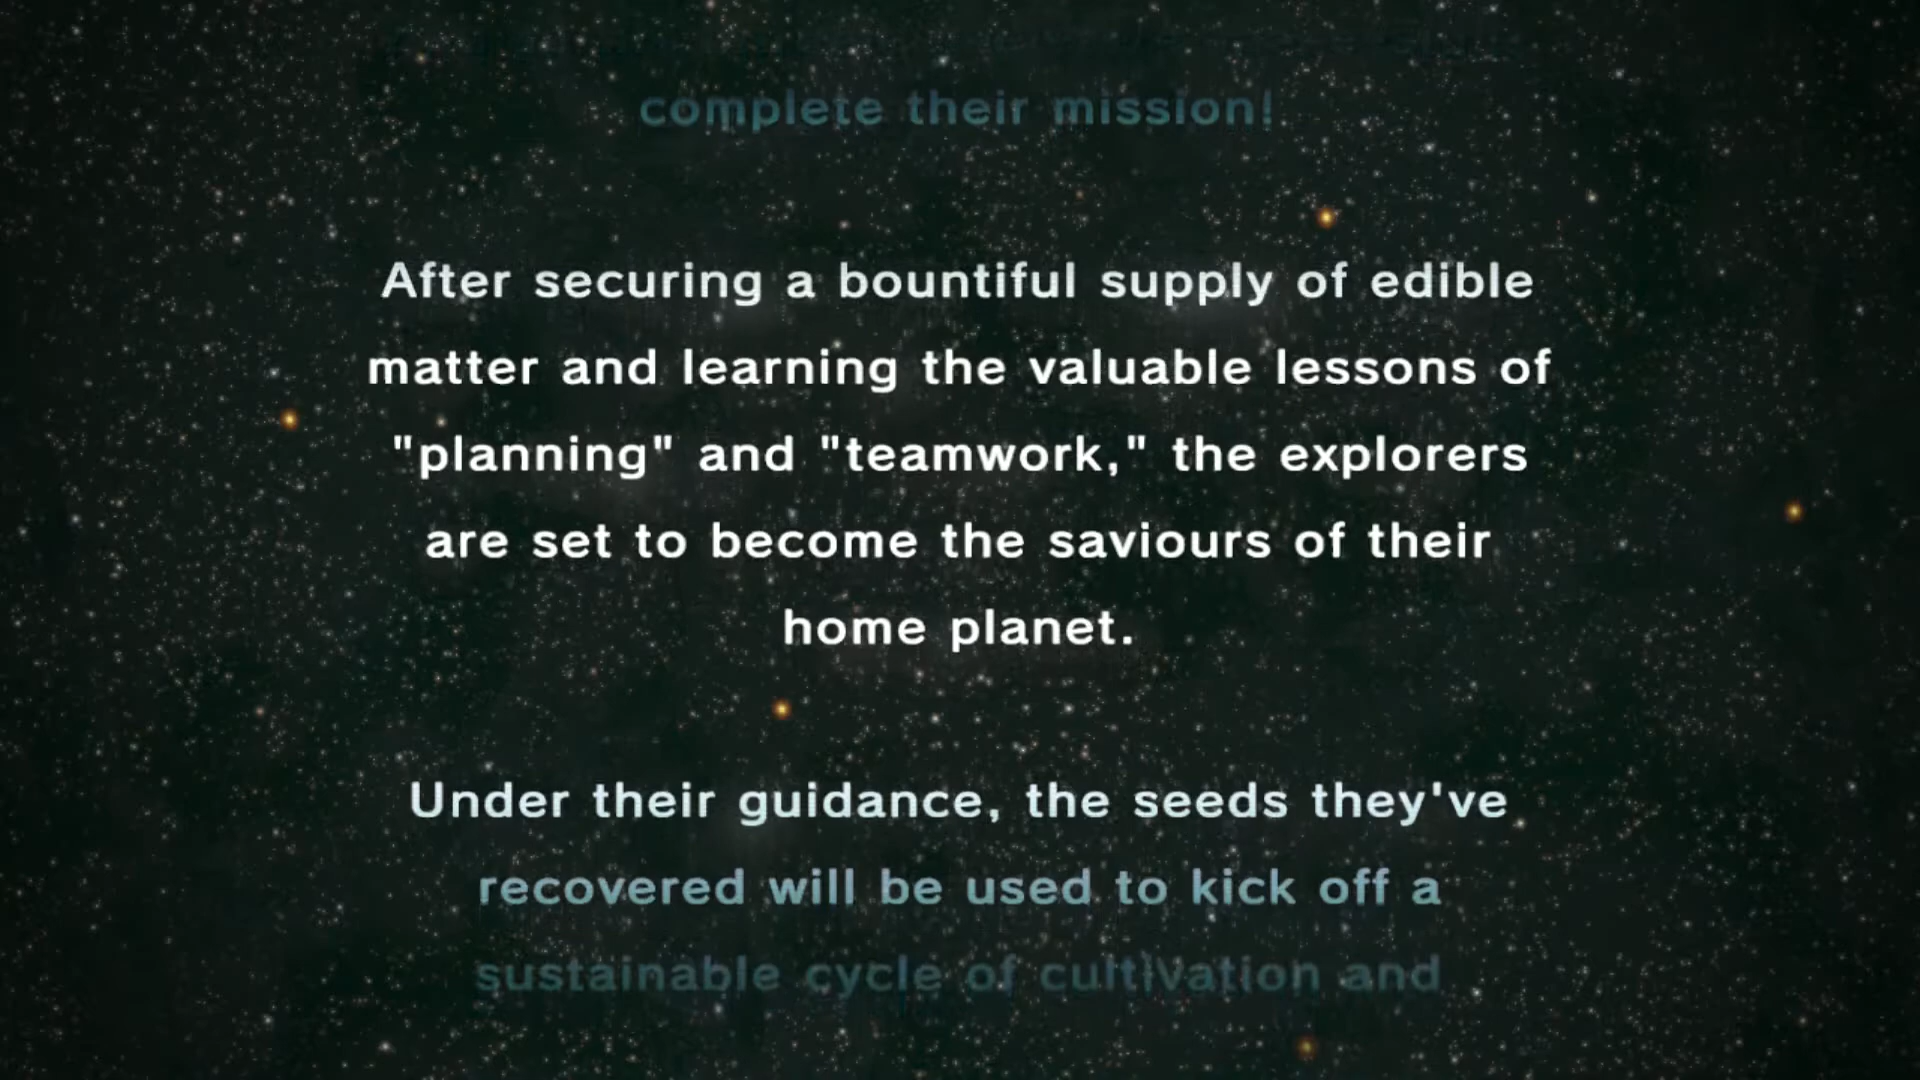 complete their mission!
After securing a bountiful supply of edible
matter and learning the valuable lessons of
"planning" and "teamwork," the explorers
are set to become the saviours of their
home planet.
Under their guidance, the seeds they've
recovered will be used to kick off a
sustainable cycle of cultivation and